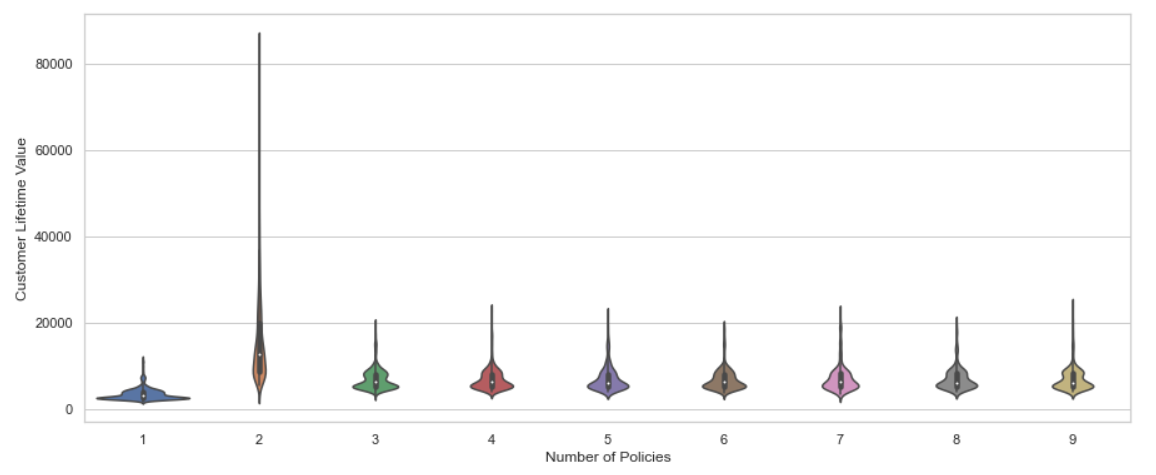 Customer Lifetime Value
80000
60000
40000
20000
0
1 2 3 4 5 6 7 8 9
Number of Policies